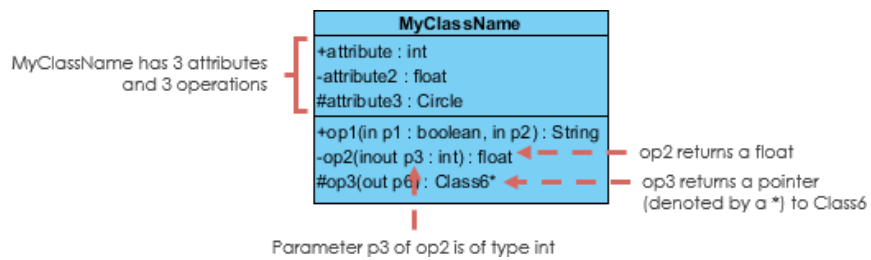 MyClassName
+attribute : int
-attribute2 : float
#attribute3 : Circle
MyClassName has 3 attributes
and 3 operations
+op1(in p1 : boolean, in p2) : String
-op2(inout p3 : int) : float
#op3(out p6) : Class6*
op2 returns a float
op3 returns a pointer
(denoted by a *) to Class6
Parameter p3 of op2 is of type int